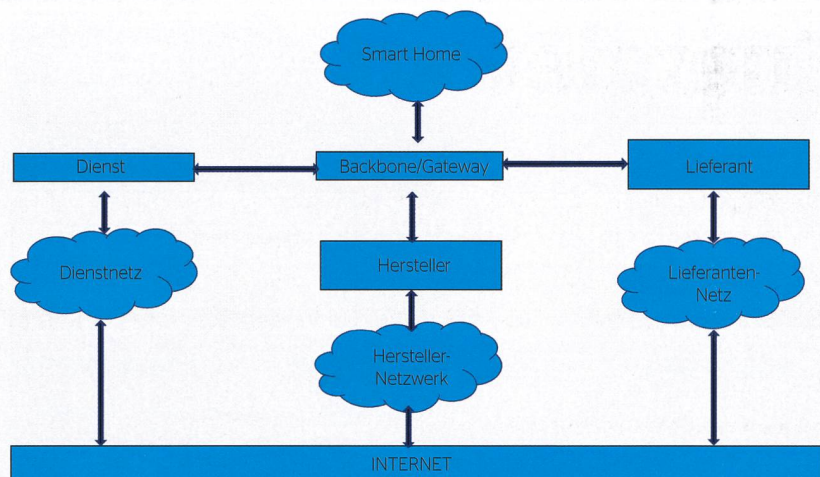 Smart Home
Dienst
Backbone/Gateway
Lieferant
Dienstnetz
Hersteller
Lieferanten-
Netz
Hersteller-
Netzwerk
INTERNET